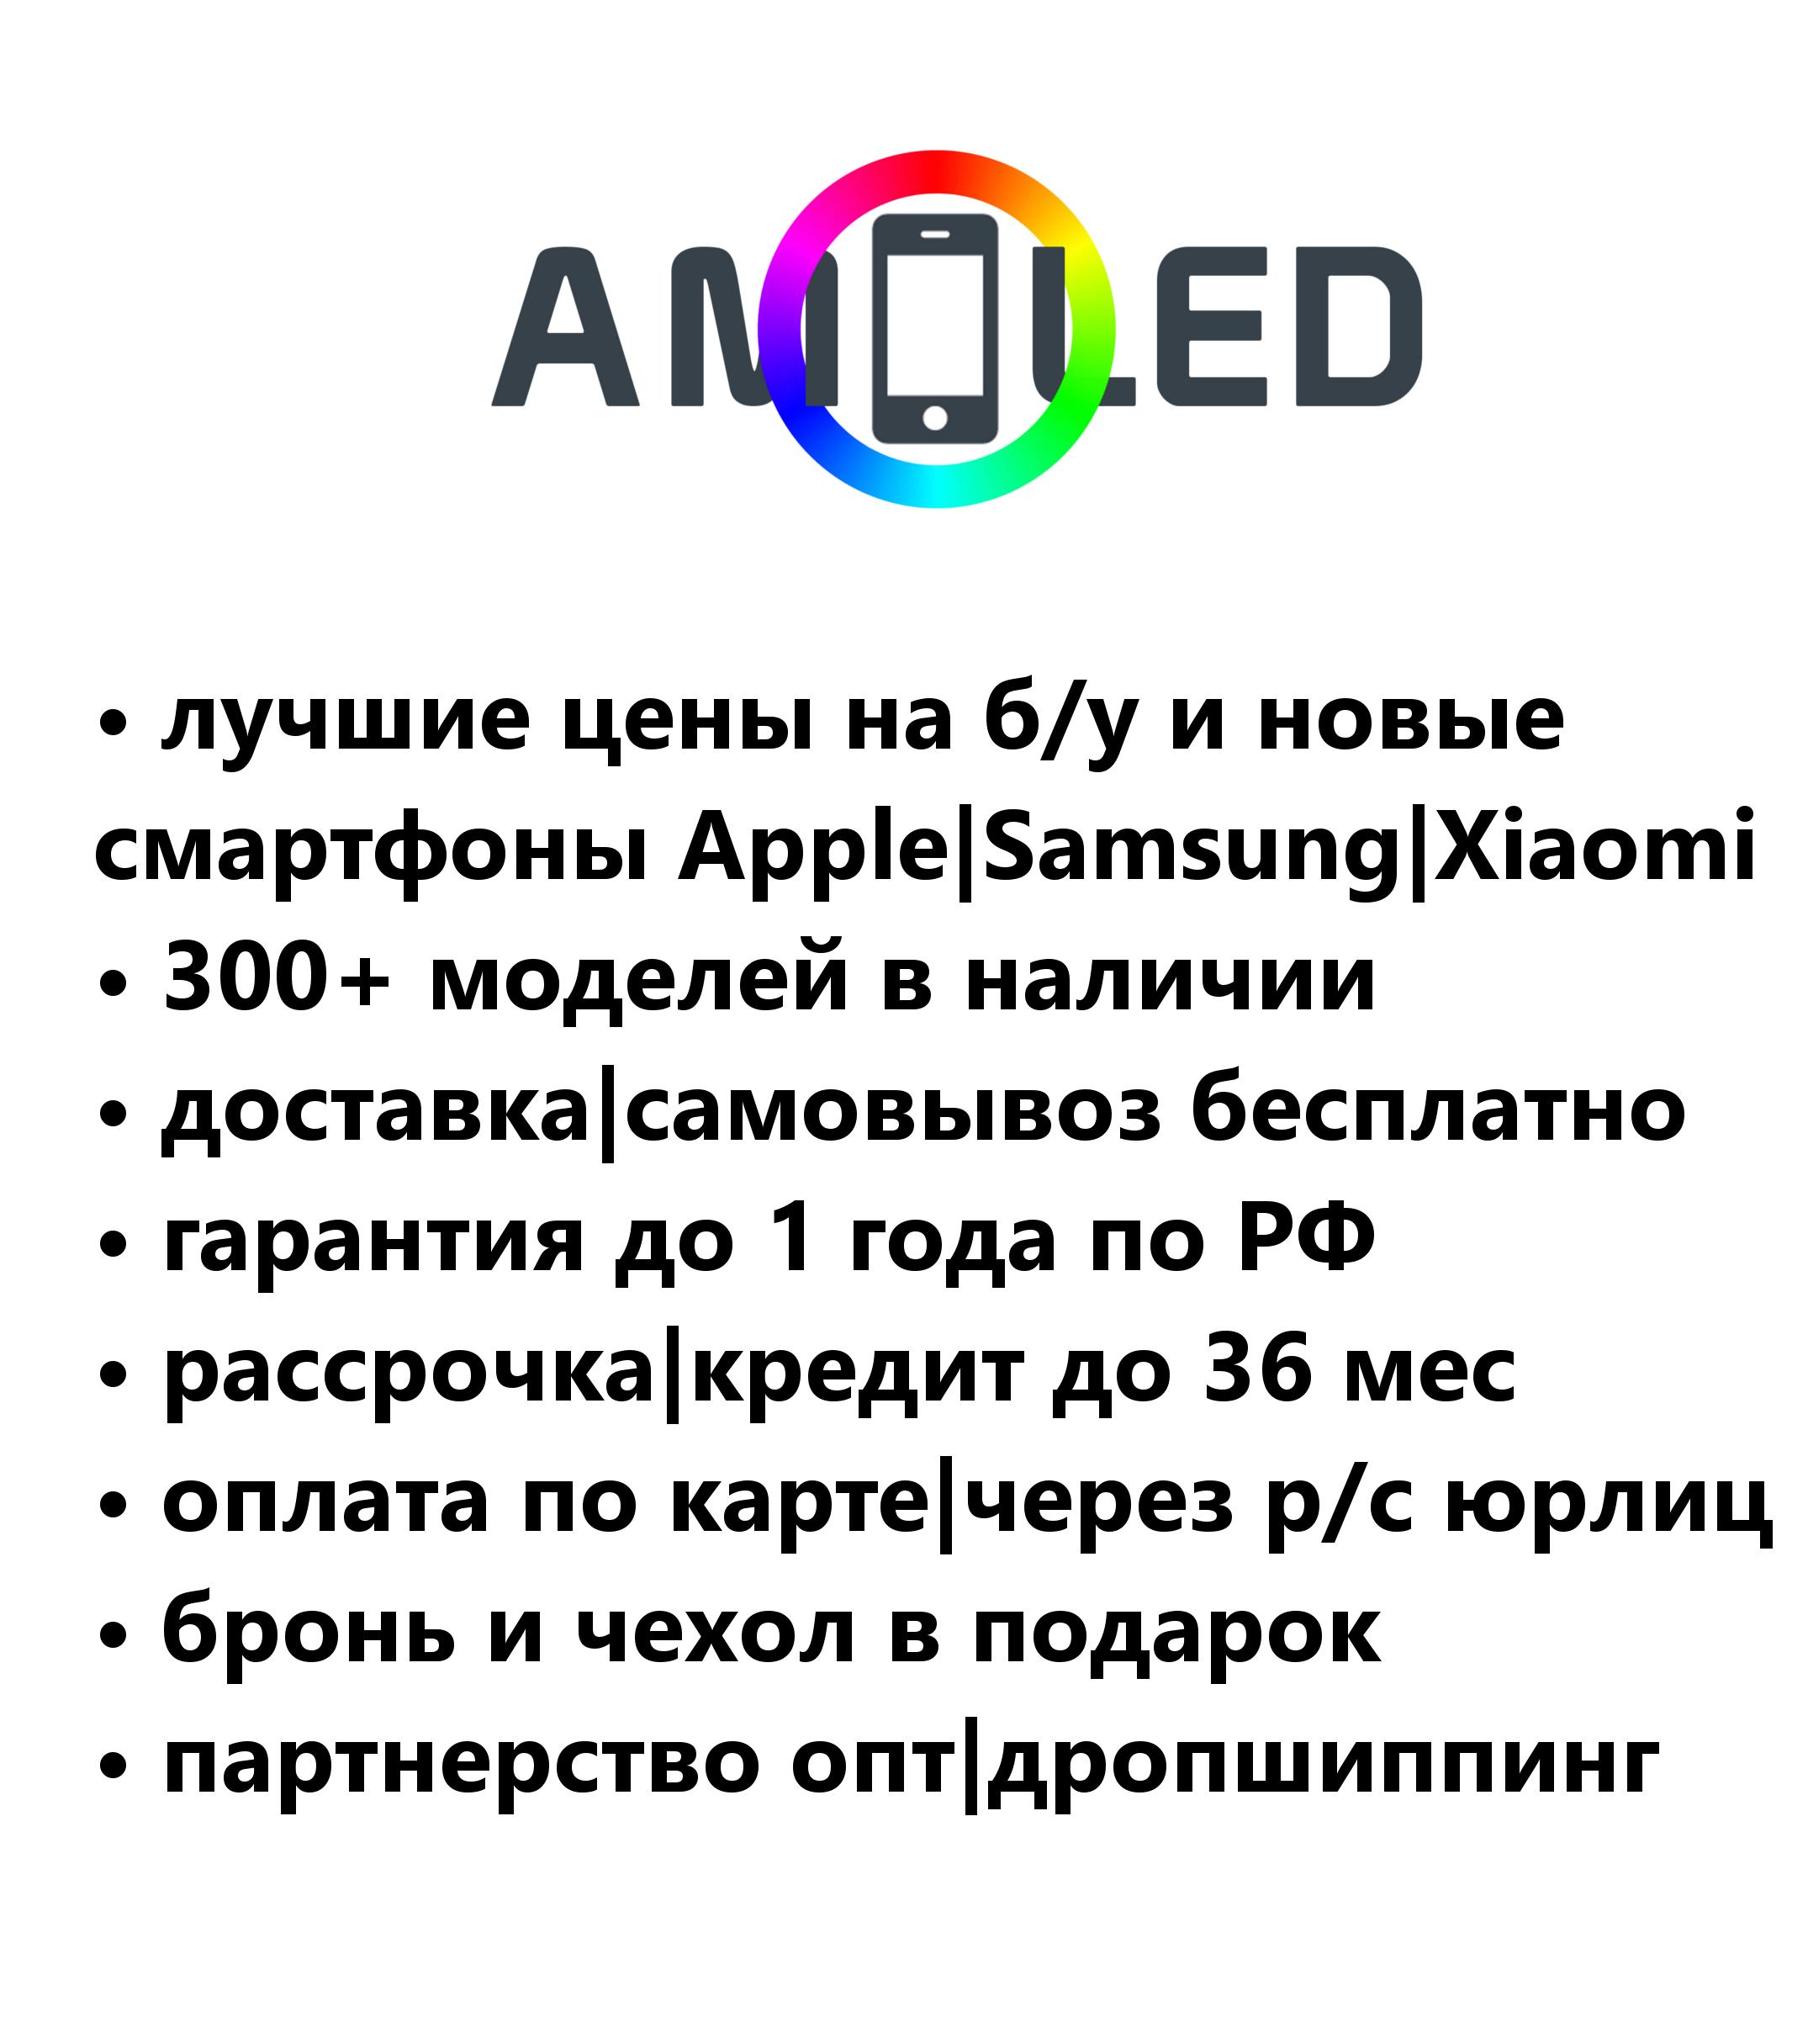 AMOLED
• лучшие цены на б/у и новые
смартфоны Apple|Samsung|Xiaomi
• 300+ моделей в наличии
• доставка|самовывоз бесплатно
• гарантия до 1 года по РФ
• рассрочка|кредит до 36 мес
• оплата по карте|через р/с юрлиц
• бронь и чехол в подарок
• партнерство опт|дропшиппинг